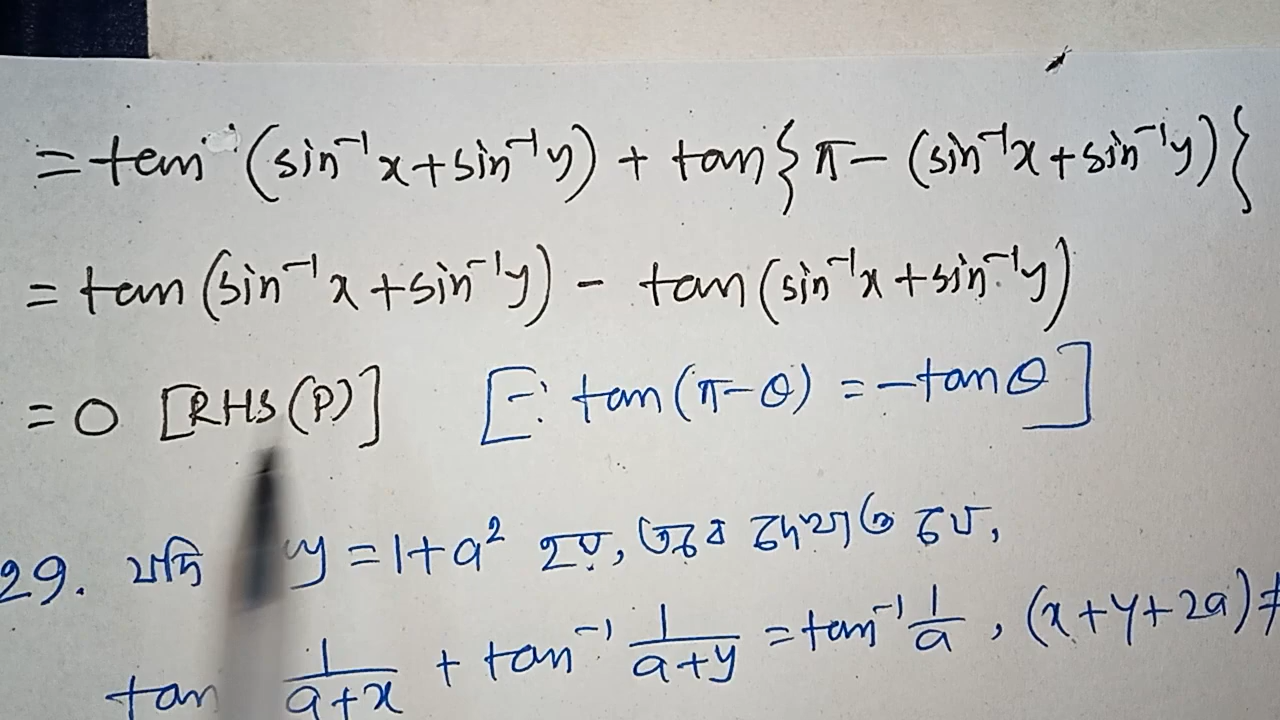 = tan (sin⁻¹x + sin⁻¹y) + tan{π − (sin⁻¹x + sin⁻¹y)}
= tan (sin⁻¹x + sin⁻¹y) − tan (sin⁻¹x + sin⁻¹y)
= 0 [RHS (P)] [∵ tan(π−θ) = −tanθ]
29. যদি y = 1+a² হয়, তবে দেখাও যে,
tan 1/(a+x) + tan⁻¹ 1/(a+y) = tan⁻¹ 1/a , (x+y+2a) ≠